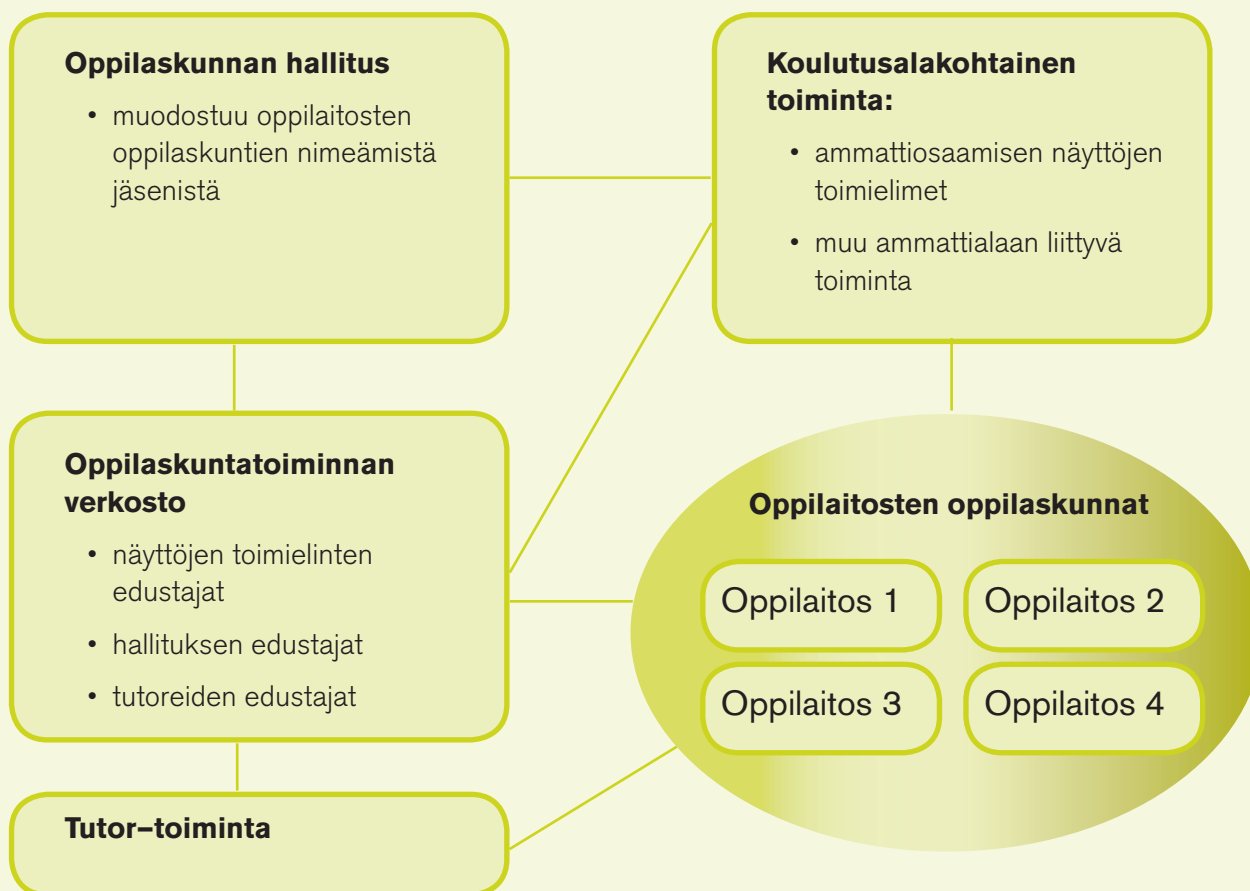 Oppilaskunnan hallitus
• muodostuu oppilaitosten
oppilaskuntien nimeämistä
jäsenistä
Koulutusalakohtainen
toiminta:
• ammattiosaamisen näyttöjen
toimielimet
• muu ammattialaan liittyvä
toiminta
Oppilaskuntatoiminnan
verkosto
• näyttöjen toimielinten
edustajat
• hallituksen edustajat
• tutoreiden edustajat
Oppilaitosten oppilaskunnat
Oppilaitos 1
Oppilaitos 2
Oppilaitos 3
Oppilaitos 4
Tutor–toiminta